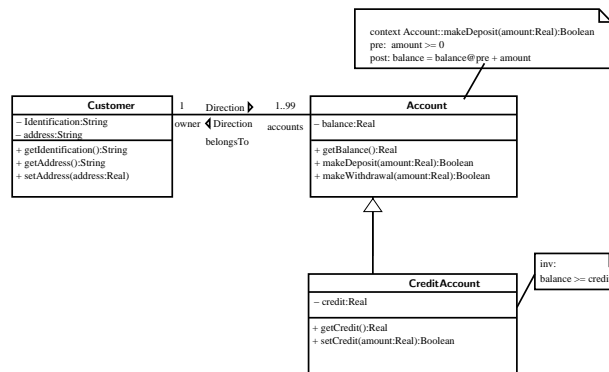 context Account::makeDeposit(amount:Real):Boolean
pre:  amount >= 0
post: balance = balance@pre + amount
Customer
– Identification:String
– address:String
+ getIdentification():String
+ getAddress():String
+ setAddress(address:Real)
1
Direction
1..99
owner
Direction
accounts
belongsTo
Account
– balance:Real
+ getBalance():Real
+ makeDeposit(amount:Real):Boolean
+ makeWithdrawal(amount:Real):Boolean
CreditAccount
– credit:Real
+ getCredit():Real
+ setCredit(amount:Real):Boolean
inv:
balance >= credit